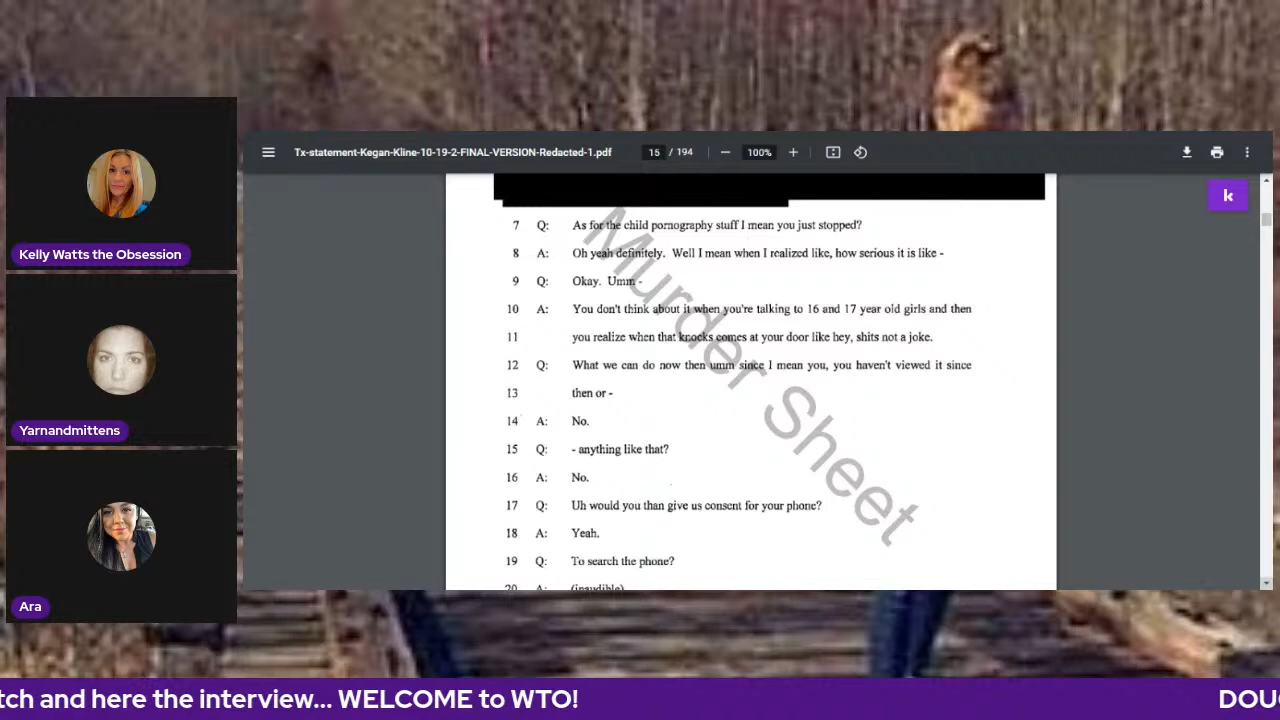 Kelly Watts the Obsession
Yarnandmittens
Ara
Tx-statement-Kegan-Kline-10-19-2-FINAL-VERSION-Redacted-1.pdf 15 / 194 100%
k
7 Q: As for the child pornography stuff I mean you just stopped?
8 A: Oh yeah definitely. Well I mean when I realized like, how serious it is like -
9 Q: Okay. Umm -
10 A: You don't think about it when you're talking to 16 and 17 year old girls and then
11 you realize when that knocks comes at your door like hey, shits not a joke.
12 Q: What we can do now then umm since I mean you, you haven't viewed it since
13 then or -
14 A: No.
15 Q: - anything like that?
16 A: No.
17 Q: Uh would you than give us consent for your phone?
18 A: Yeah.
19 Q: To search the phone?
20 A: (inaudible)
Murder Sheet
tch and here the interview... WELCOME to WTO! DOUG